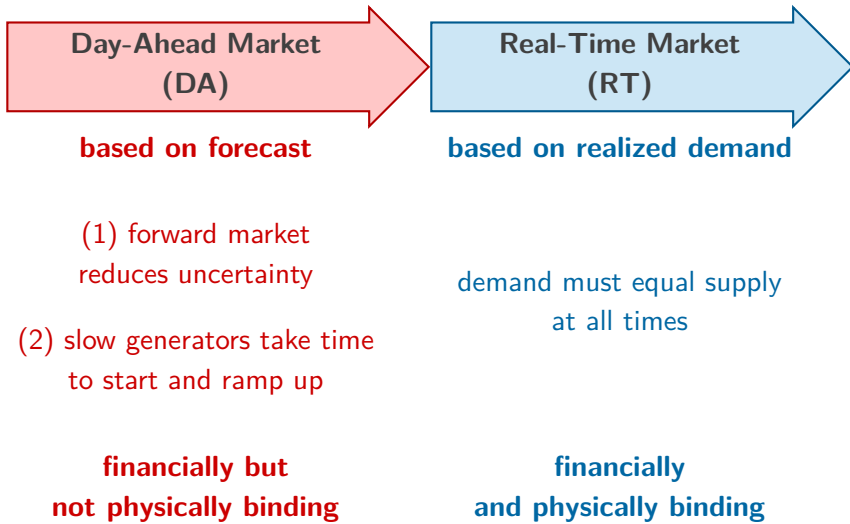 Day-Ahead Market
(DA)
based on forecast
(1) forward market
reduces uncertainty
(2) slow generators take time
to start and ramp up
financially but
not physically binding
Real-Time Market
(RT)
based on realized demand
demand must equal supply
at all times
financially
and physically binding